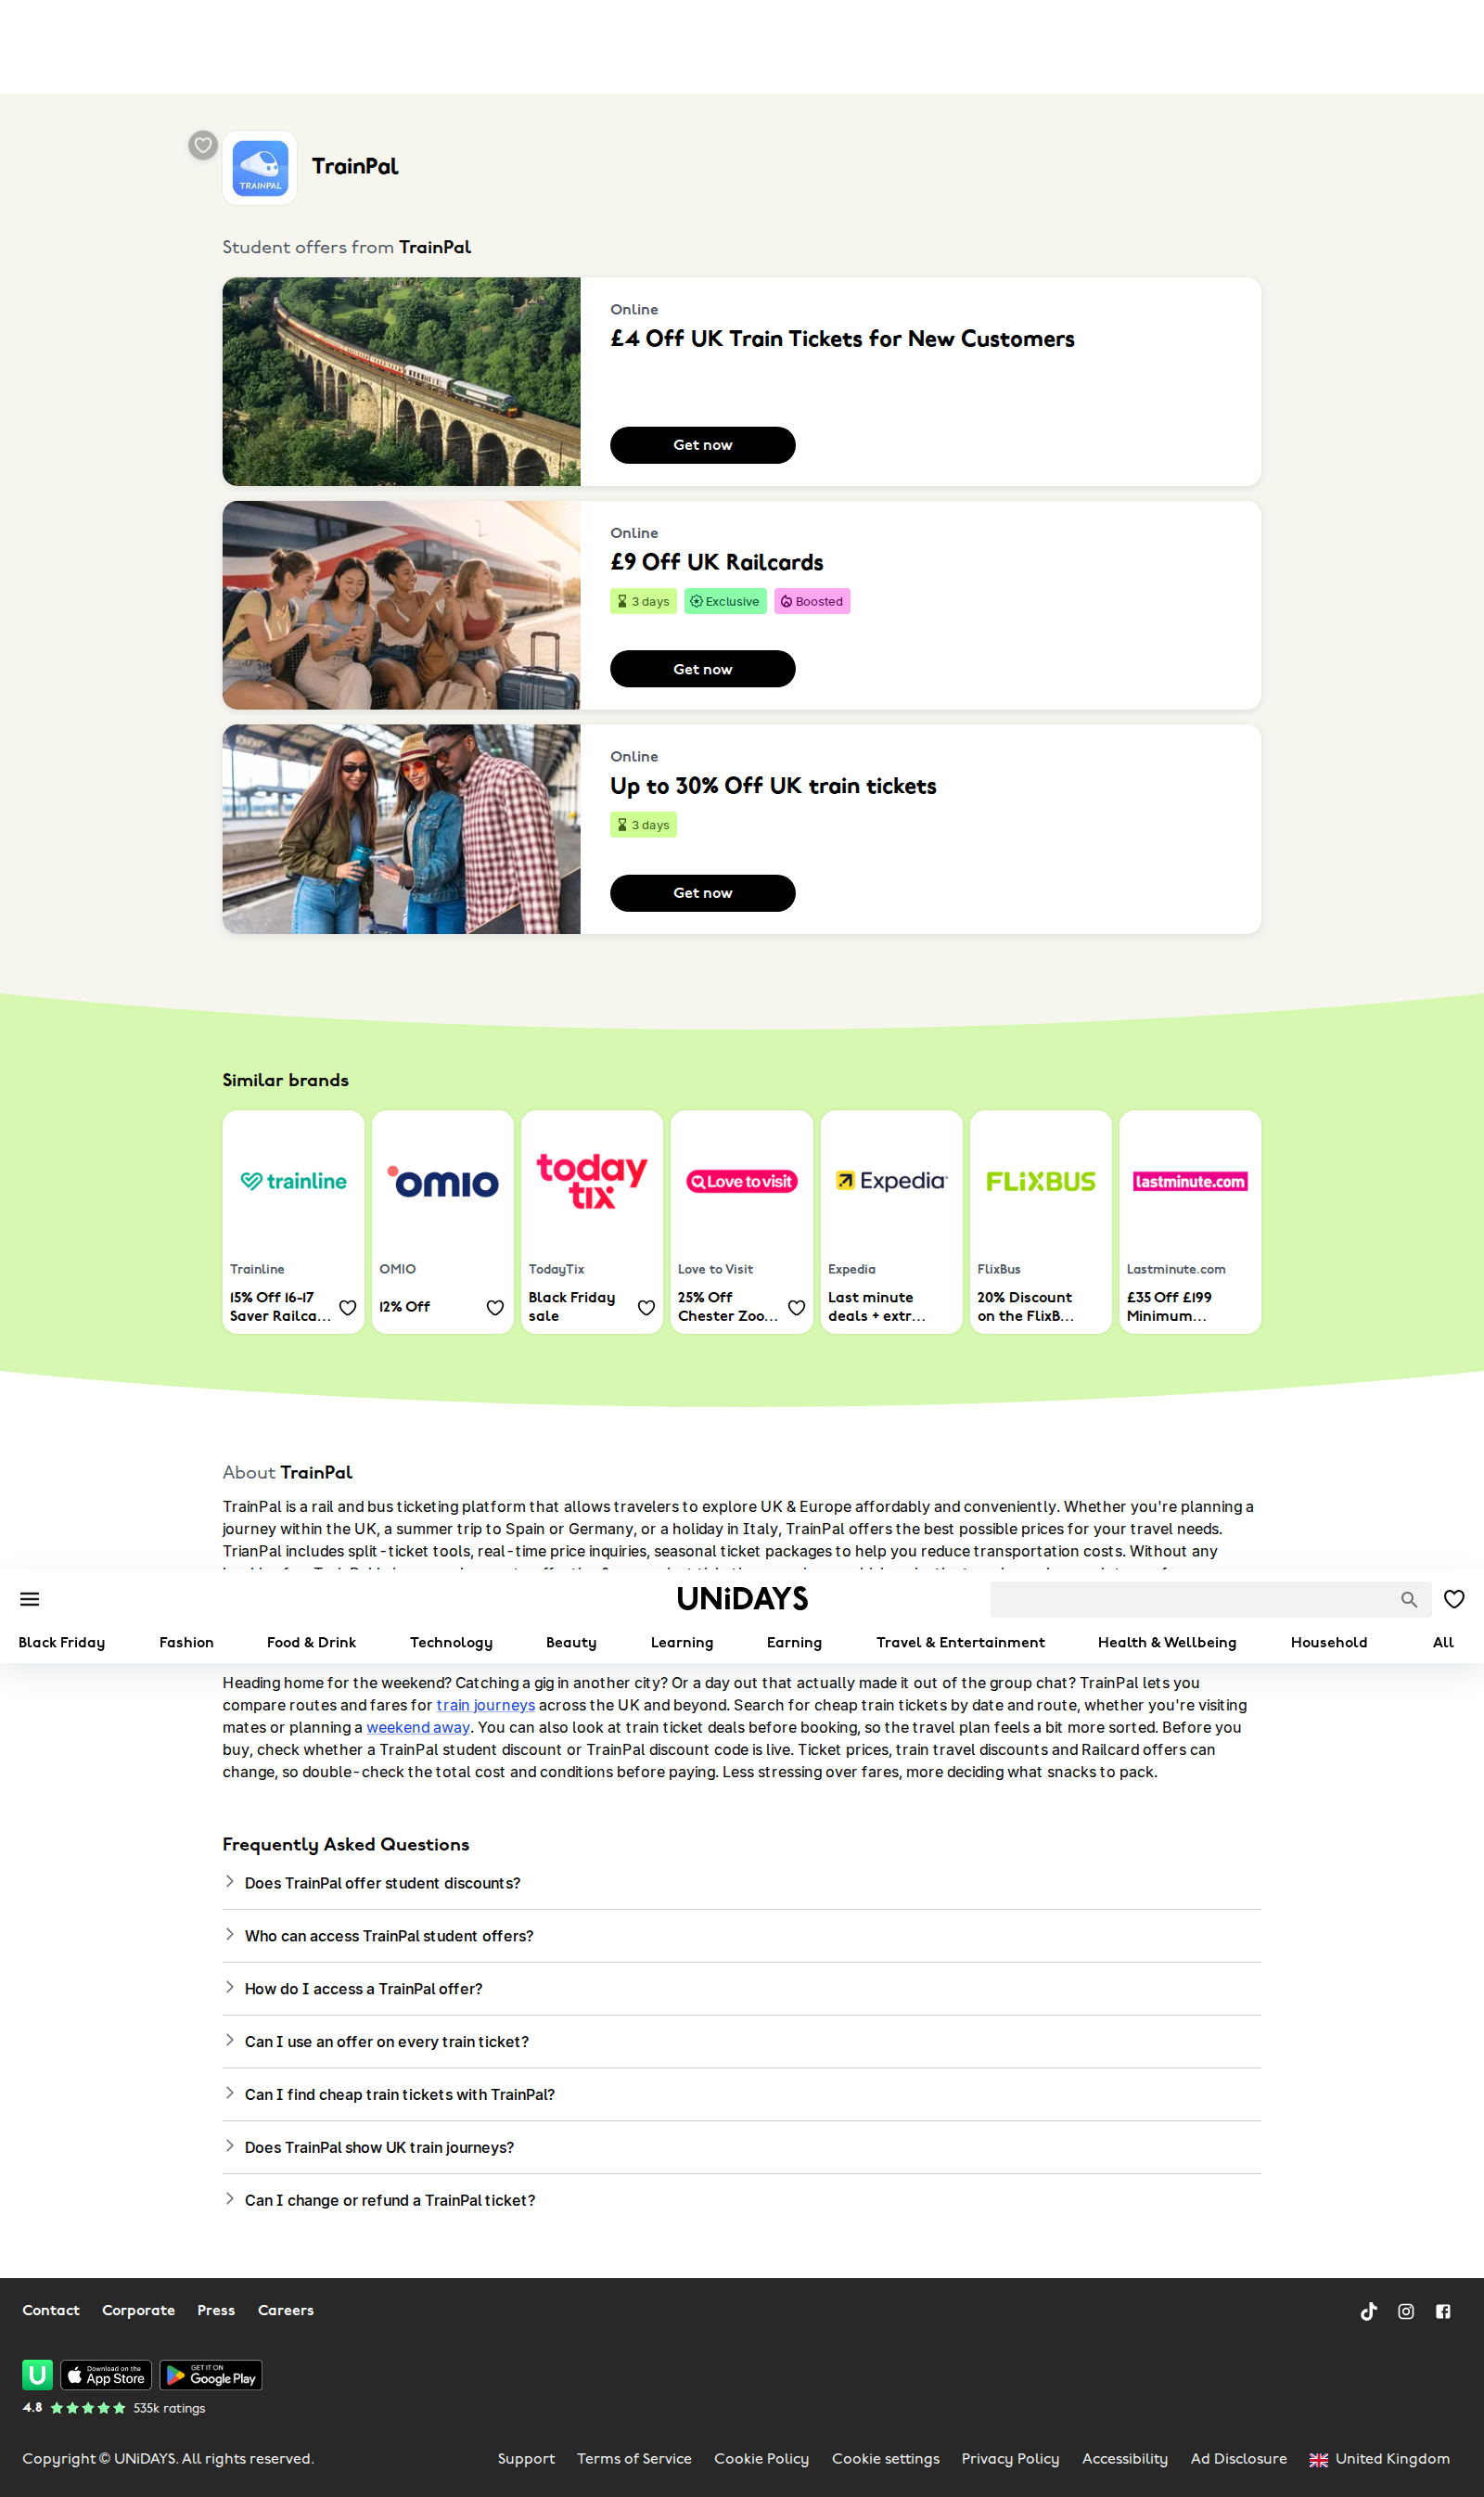 TRAINPAL
TrainPal
Student offers from TrainPal
Online
£4 Off UK Train Tickets for New Customers
Get now
Online
£9 Off UK Railcards
3 days
Exclusive
Boosted
Get now
Online
Up to 30% Off UK train tickets
3 days
Get now
Similar brands
trainline
Trainline
15% Off 16-17
Saver Railca...
OMIO
OMIO
12% Off
today
tix
TodayTix
Black Friday
sale
Love to visit
Love to Visit
25% Off
Chester Zoo...
Expedia
Expedia
Last minute
deals + extr...
FLiXBUS
FlixBus
20% Discount
on the FlixB...
lastminute.com
Lastminute.com
£35 Off £199
Minimum...
About TrainPal
TrainPal is a rail and bus ticketing platform that allows travelers to explore UK & Europe affordably and conveniently. Whether you're planning a
journey within the UK, a summer trip to Spain or Germany, or a holiday in Italy, TrainPal offers the best possible prices for your travel needs.
TrianPal includes split-ticket tools, real-time price inquiries, seasonal ticket packages to help you reduce transportation costs. Without any
UNiDAYS
Black Friday
Fashion
Food & Drink
Technology
Beauty
Learning
Earning
Travel & Entertainment
Health & Wellbeing
Household
All
Heading home for the weekend? Catching a gig in another city? Or a day out that actually made it out of the group chat? TrainPal lets you
compare routes and fares for train journeys across the UK and beyond. Search for cheap train tickets by date and route, whether you're visiting
mates or planning a weekend away. You can also look at train ticket deals before booking, so the travel plan feels a bit more sorted. Before you
buy, check whether a TrainPal student discount or TrainPal discount code is live. Ticket prices, train travel discounts and Railcard offers can
change, so double-check the total cost and conditions before paying. Less stressing over fares, more deciding what snacks to pack.
Frequently Asked Questions
Does TrainPal offer student discounts?
Who can access TrainPal student offers?
How do I access a TrainPal offer?
Can I use an offer on every train ticket?
Can I find cheap train tickets with TrainPal?
Does TrainPal show UK train journeys?
Can I change or refund a TrainPal ticket?
Contact
Corporate
Press
Careers
U
Download on the
App Store
GET IT ON
Google Play
4.8
535k ratings
Copyright © UNiDAYS. All rights reserved.
Support
Terms of Service
Cookie Policy
Cookie settings
Privacy Policy
Accessibility
Ad Disclosure
United Kingdom